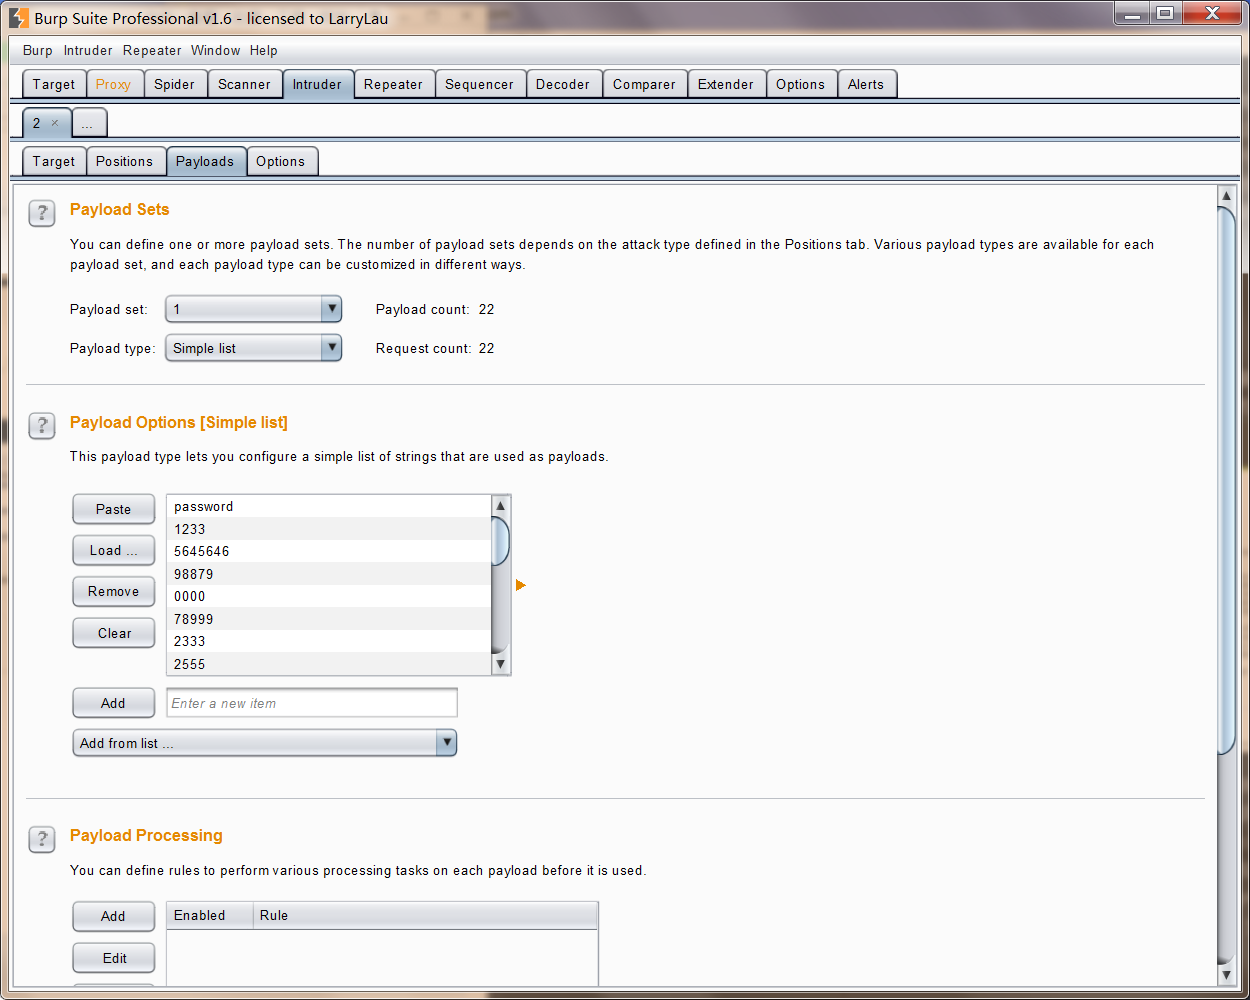 Burp Suite Professional v1.6 - licensed to LarryLau
Burp Intruder Repeater Window Help
Target Proxy Spider Scanner Intruder Repeater Sequencer Decoder Comparer Extender Options Alerts
2 × ...
Target Positions Payloads Options
? Payload Sets
You can define one or more payload sets. The number of payload sets depends on the attack type defined in the Positions tab. Various payload types are available for each
payload set, and each payload type can be customized in different ways.
Payload set: 1 Payload count: 22
Payload type: Simple list Request count: 22
? Payload Options [Simple list]
This payload type lets you configure a simple list of strings that are used as payloads.
Paste
Load ...
Remove
Clear
password
1233
5645646
98879
0000
78999
2333
2555
Add Enter a new item
Add from list ...
? Payload Processing
You can define rules to perform various processing tasks on each payload before it is used.
Add Enabled Rule
Edit